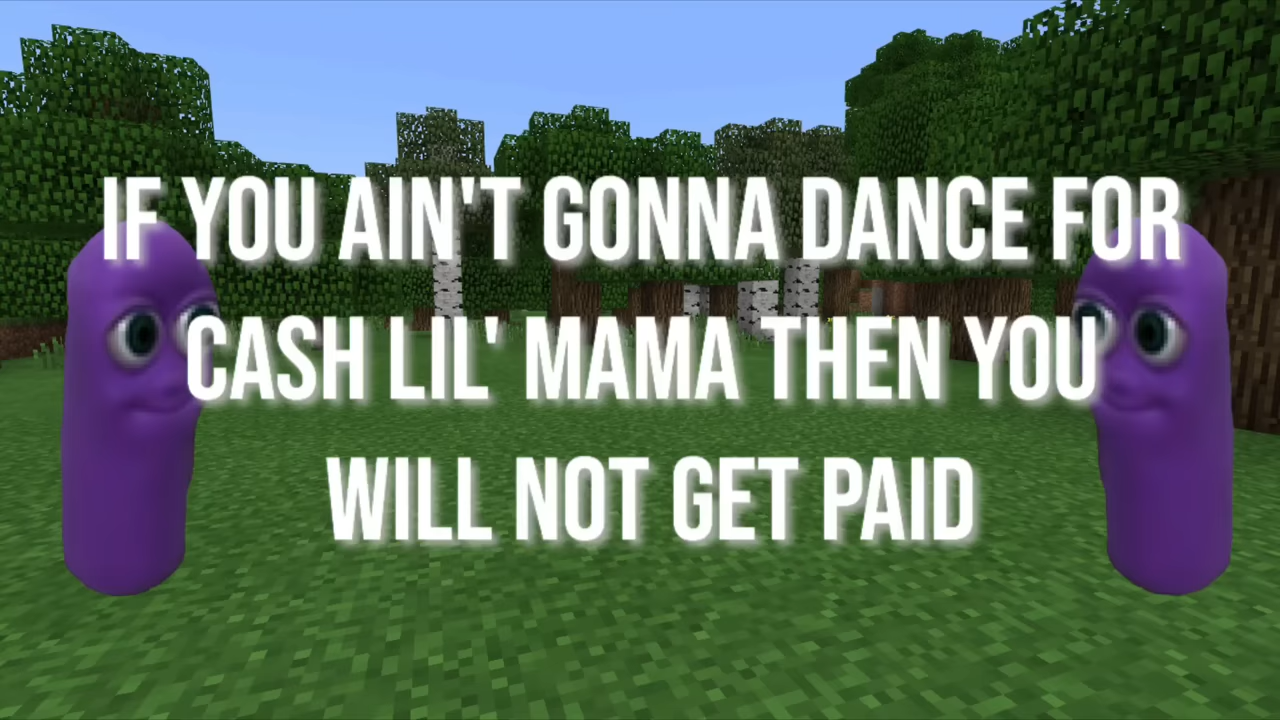 IF YOU AIN'T GONNA DANCE FOR
CASH LIL' MAMA THEN YOU
WILL NOT GET PAID